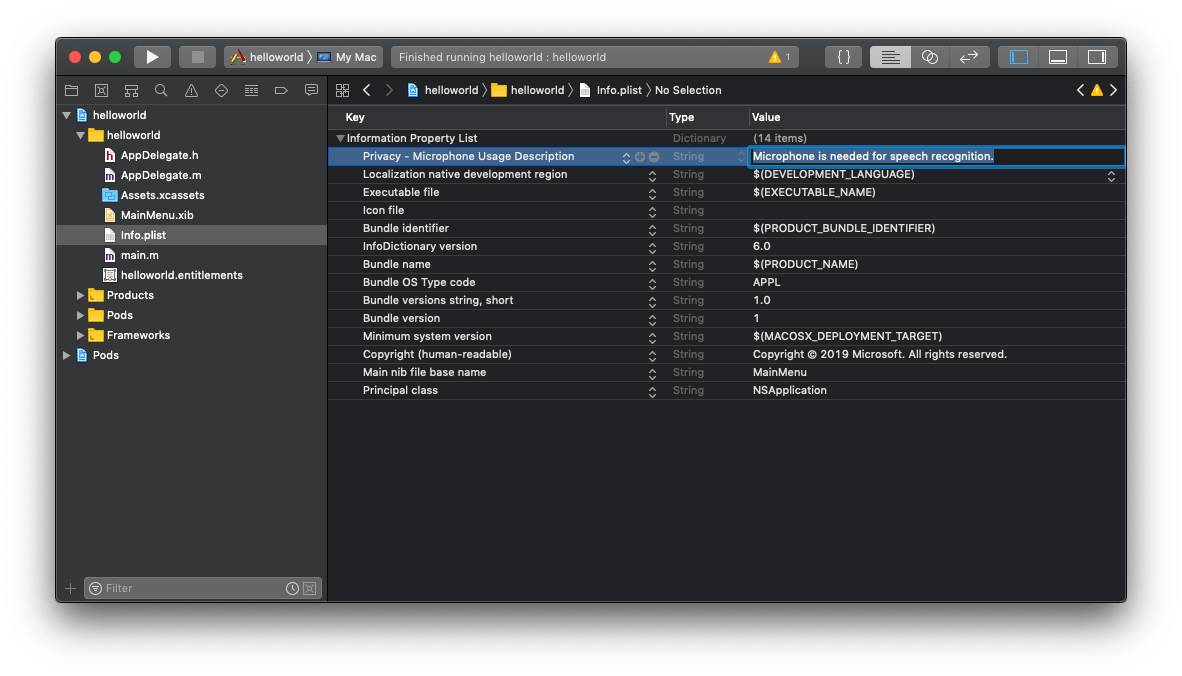 helloworld 〉 My Mac
Finished running helloworld : helloworld
1
{ }
helloworld 〉 helloworld 〉 Info.plist 〉 No Selection
helloworld
helloworld
AppDelegate.h
AppDelegate.m
Assets.xcassets
MainMenu.xib
Info.plist
main.m
helloworld.entitlements
Products
Pods
Frameworks
Pods
Filter
Key Type Value
Information Property List Dictionary (14 items)
Privacy - Microphone Usage Description String Microphone is needed for speech recognition.
Localization native development region String $(DEVELOPMENT_LANGUAGE)
Executable file String $(EXECUTABLE_NAME)
Icon file String
Bundle identifier String $(PRODUCT_BUNDLE_IDENTIFIER)
InfoDictionary version String 6.0
Bundle name String $(PRODUCT_NAME)
Bundle OS Type code String APPL
Bundle versions string, short String 1.0
Bundle version String 1
Minimum system version String $(MACOSX_DEPLOYMENT_TARGET)
Copyright (human-readable) String Copyright © 2019 Microsoft. All rights reserved.
Main nib file base name String MainMenu
Principal class String NSApplication